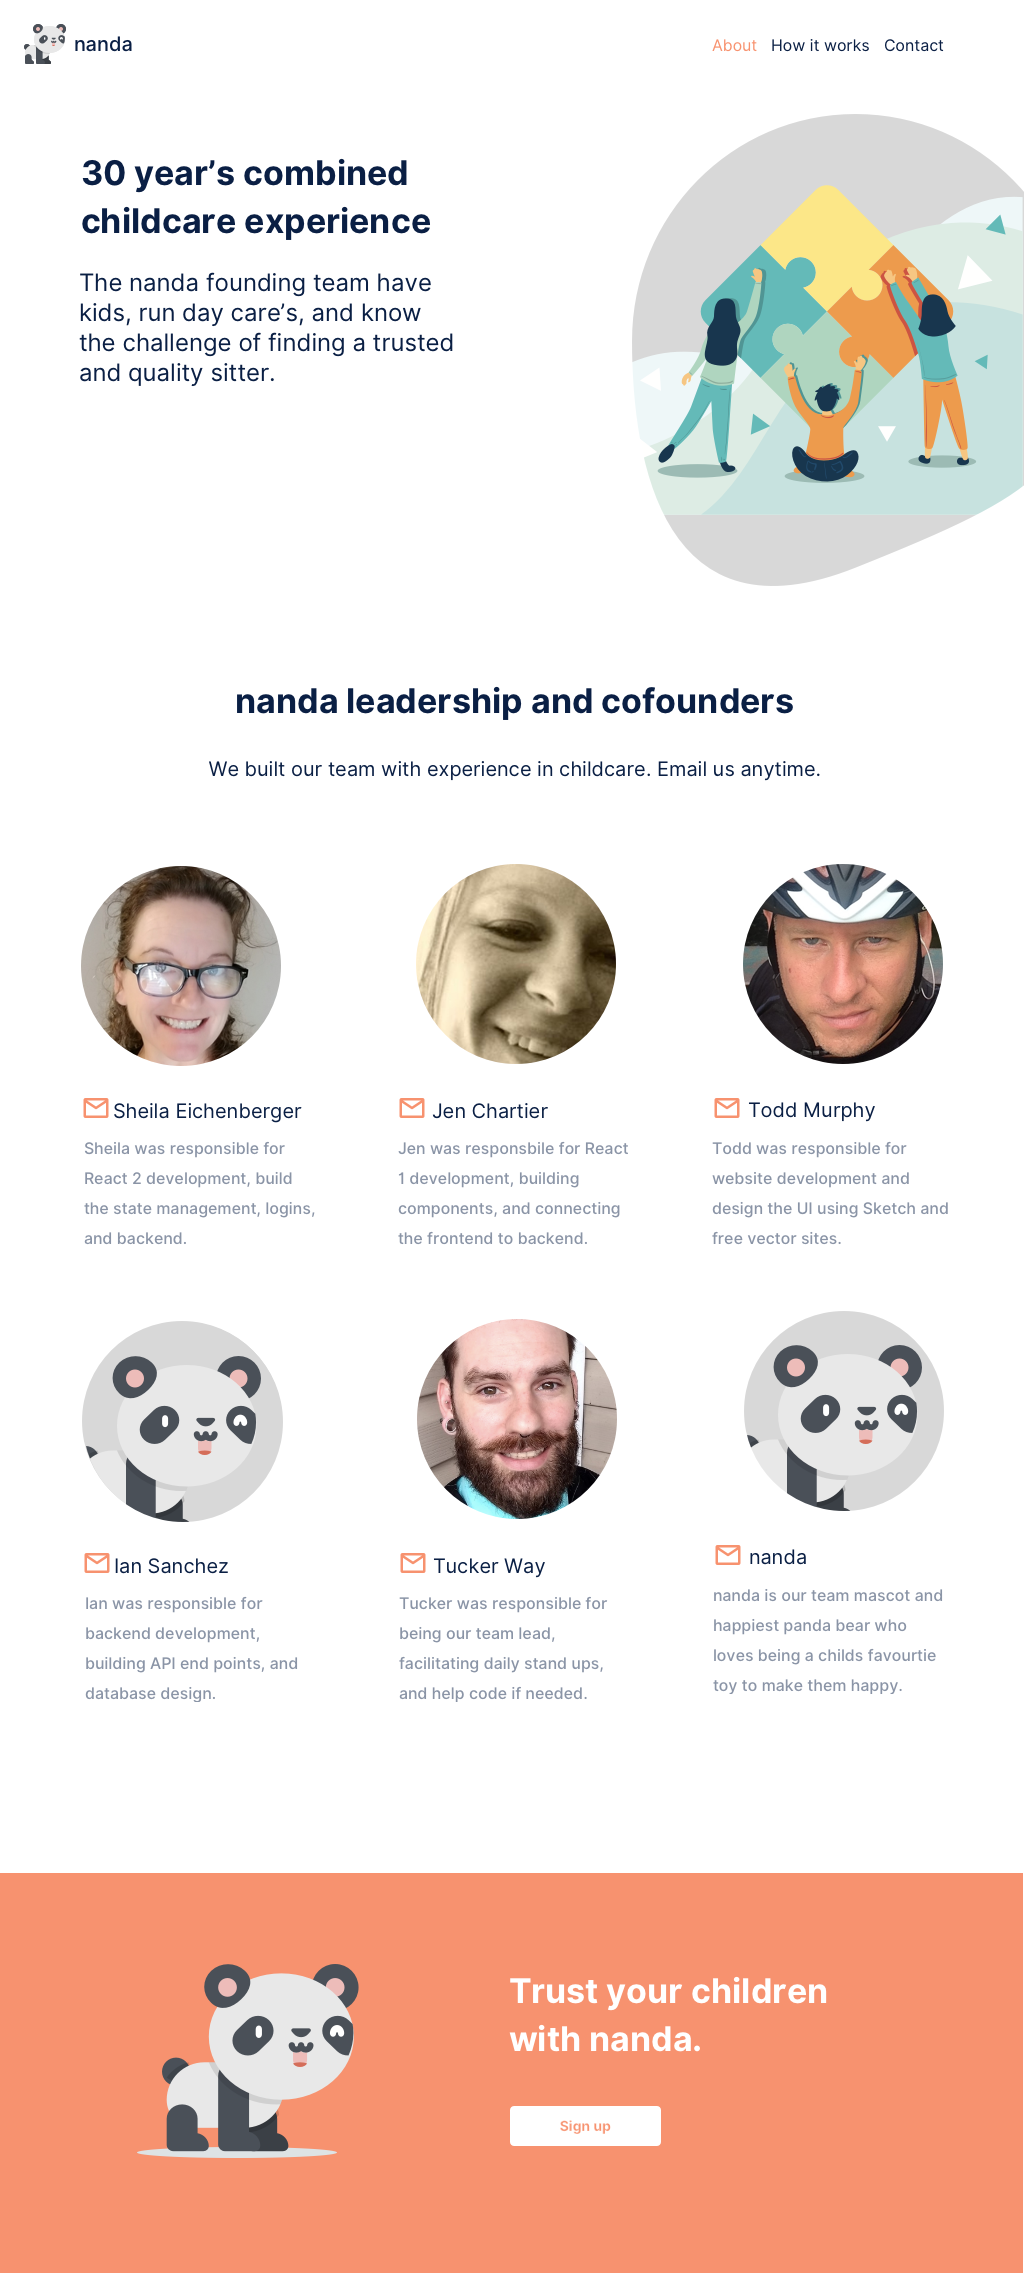 nanda
About How it works Contact
30 year’s combined
childcare experience
The nanda founding team have
kids, run day care’s, and know
the challenge of finding a trusted
and quality sitter.
nanda leadership and cofounders
We built our team with experience in childcare. Email us anytime.
Sheila Eichenberger
Sheila was responsible for
React 2 development, build
the state management, logins,
and backend.
Jen Chartier
Jen was responsbile for React
1 development, building
components, and connecting
the frontend to backend.
Todd Murphy
Todd was responsible for
website development and
design the UI using Sketch and
free vector sites.
Ian Sanchez
Ian was responsible for
backend development,
building API end points, and
database design.
Tucker Way
Tucker was responsible for
being our team lead,
facilitating daily stand ups,
and help code if needed.
nanda
nanda is our team mascot and
happiest panda bear who
loves being a childs favourtie
toy to make them happy.
Trust your children
with nanda.
Sign up